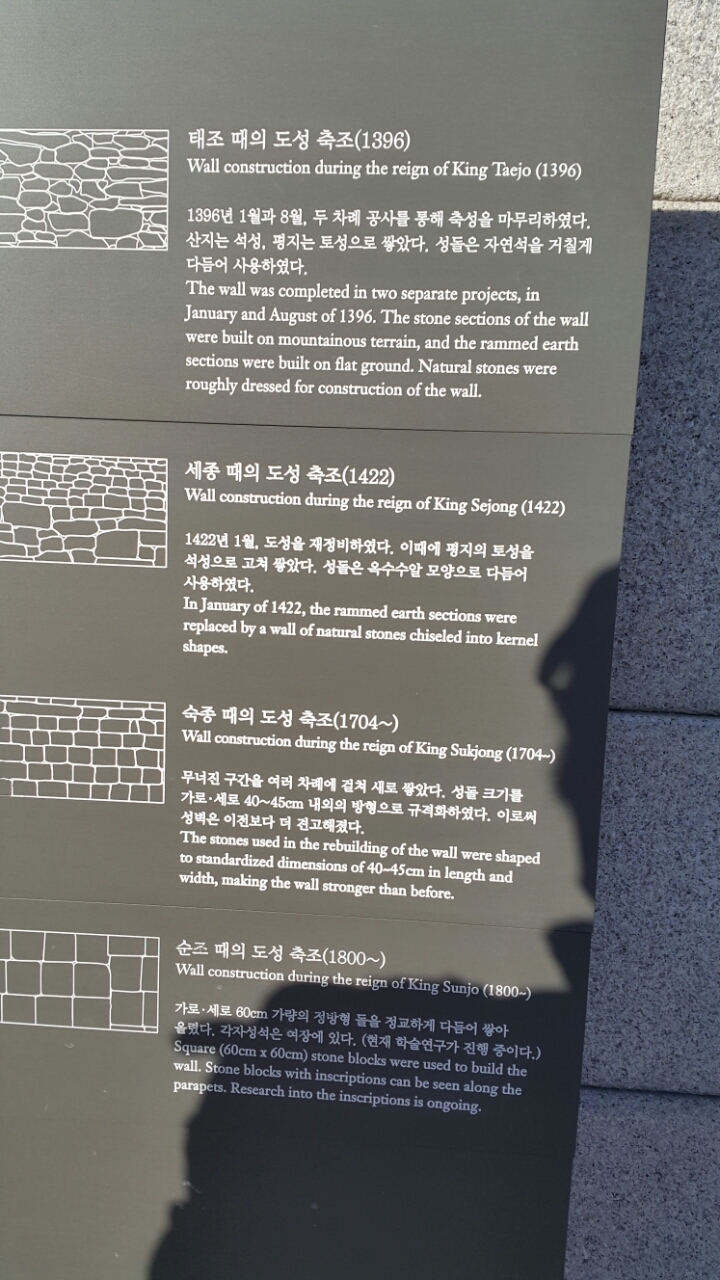 태조 때의 도성 축조(1396)
Wall construction during the reign of King Taejo (1396)
1396년 1월과 8월, 두 차례 공사를 통해 축성을 마무리하였다.
산지는 석성, 평지는 토성으로 쌓았다. 성돌은 자연석을 거칠게
다듬어 사용하였다.
The wall was completed in two separate projects, in
January and August of 1396. The stone sections of the wall
were built on mountainous terrain, and the rammed earth
sections were built on flat ground. Natural stones were
roughly dressed for construction of the wall.
세종 때의 도성 축조(1422)
Wall construction during the reign of King Sejong (1422)
1422년 1월, 도성을 재정비하였다. 이때에 평지의 토성을
석성으로 고쳐 쌓았다. 성돌은 옥수수알 모양으로 다듬어
사용하였다.
In January of 1422, the rammed earth sections were
replaced by a wall of natural stones chiseled into kernel
shapes.
숙종 때의 도성 축조(1704~)
Wall construction during the reign of King Sukjong (1704~)
무너진 구간을 여러 차례에 걸쳐 새로 쌓았다. 성돌 크기를
가로·세로 40~45cm 내외의 방형으로 규격화하였다. 이로써
성벽은 이전보다 더 견고해졌다.
The stones used in the rebuilding of the wall were shaped
to standardized dimensions of 40~45cm in length and
width, making the wall stronger than before.
순조 때의 도성 축조(1800~)
Wall construction during the reign of King Sunjo (1800~)
가로·세로 60cm 가량의 정방형 돌을 정교하게 다듬어 쌓아
올렸다. 각자성석은 여장에 있다. (현재 학술연구가 진행 중이다.)
Square (60cm x 60cm) stone blocks were used to build the
wall. Stone blocks with inscriptions can be seen along the
parapets. Research into the inscriptions is ongoing.